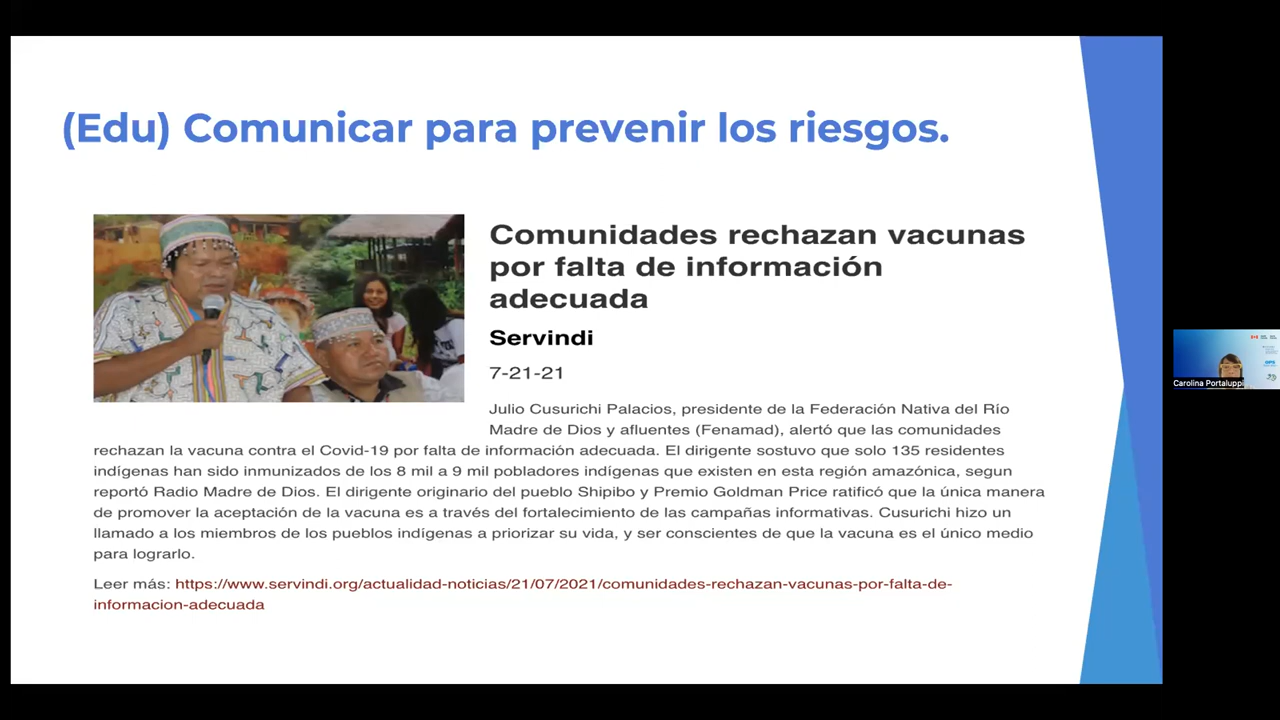 (Edu) Comunicar para prevenir los riesgos.
Comunidades rechazan vacunas
por falta de información
adecuada
Servindi
7-21-21
Julio Cusurichi Palacios, presidente de la Federación Nativa del Río
Madre de Dios y afluentes (Fenamad), alertó que las comunidades
rechazan la vacuna contra el Covid-19 por falta de información adecuada. El dirigente sostuvo que solo 135 residentes
indígenas han sido inmunizados de los 8 mil a 9 mil pobladores indígenas que existen en esta región amazónica, segun
reportó Radio Madre de Dios. El dirigente originario del pueblo Shipibo y Premio Goldman Price ratificó que la única manera
de promover la aceptación de la vacuna es a través del fortalecimiento de las campañas informativas. Cusurichi hizo un
llamado a los miembros de los pueblos indígenas a priorizar su vida, y ser conscientes de que la vacuna es el único medio
para lograrlo.
Leer más: https://www.servindi.org/actualidad-noticias/21/07/2021/comunidades-rechazan-vacunas-por-falta-de-
informacion-adecuada
Carolina Portaluppi